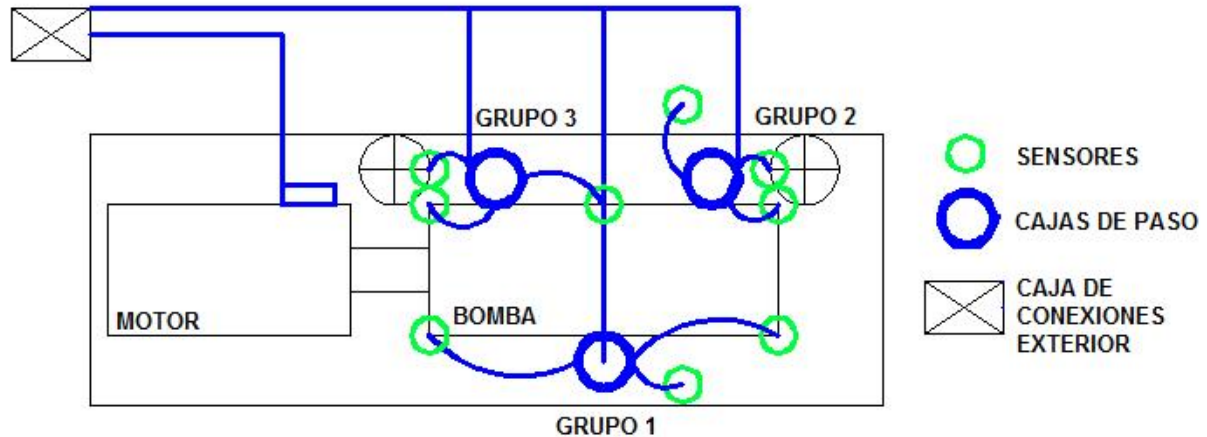 GRUPO 3
GRUPO 2
MOTOR
BOMBA
GRUPO 1
SENSORES
CAJAS DE PASO
CAJA DE
CONEXIONES
EXTERIOR